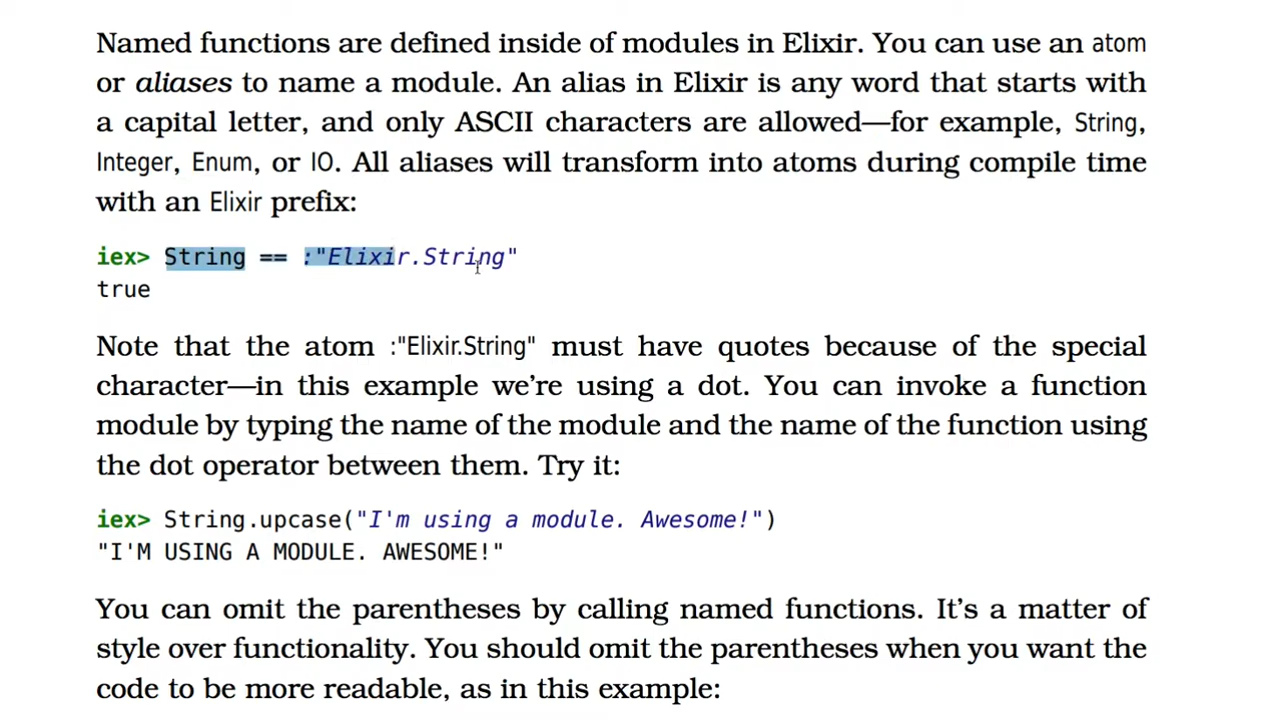 Named functions are defined inside of modules in Elixir. You can use an atom
or aliases to name a module. An alias in Elixir is any word that starts with
a capital letter, and only ASCII characters are allowed—for example, String,
Integer, Enum, or IO. All aliases will transform into atoms during compile time
with an Elixir prefix:
iex> String == :"Elixir.String"
true
Note that the atom :"Elixir.String" must have quotes because of the special
character—in this example we're using a dot. You can invoke a function
module by typing the name of the module and the name of the function using
the dot operator between them. Try it:
iex> String.upcase("I'm using a module. Awesome!")
"I'M USING A MODULE. AWESOME!"
You can omit the parentheses by calling named functions. It's a matter of
style over functionality. You should omit the parentheses when you want the
code to be more readable, as in this example: